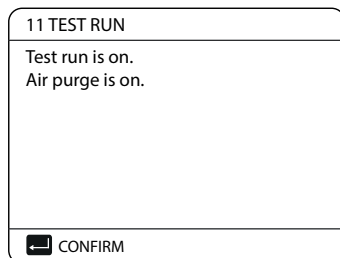 11 TEST RUN
Test run is on.
Air purge is on.
CONFIRM